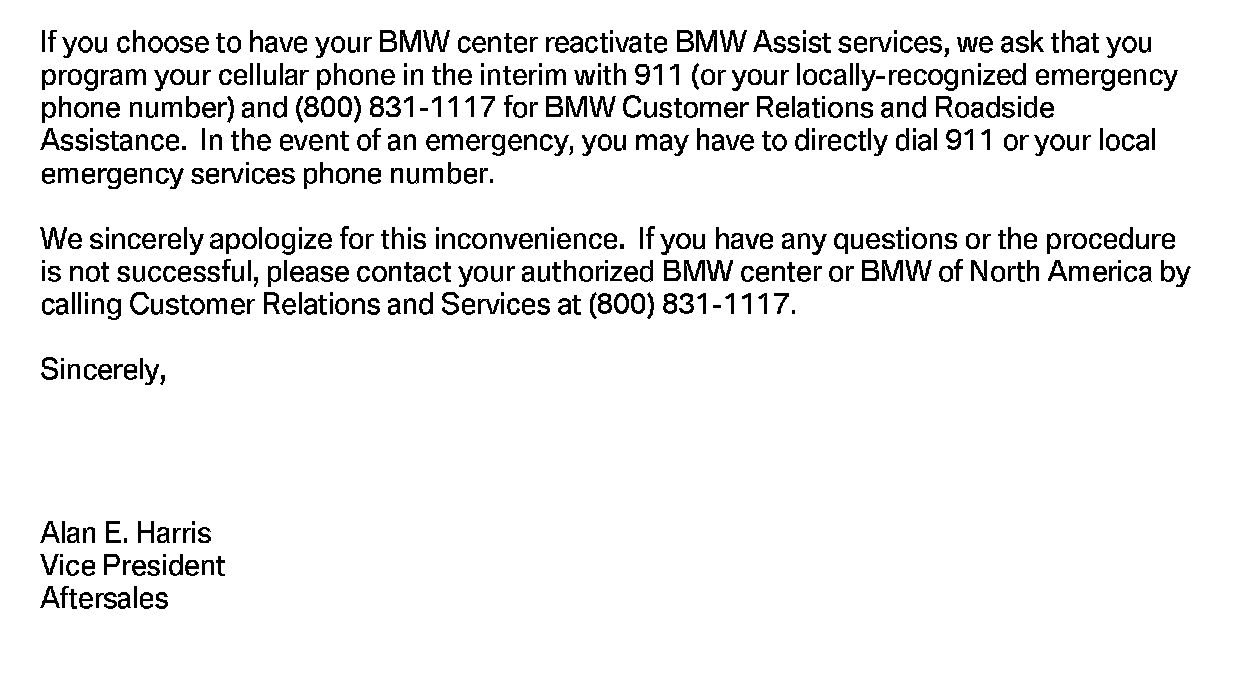 If you choose to have your BMW center reactivate BMW Assist services, we ask that you
program your cellular phone in the interim with 911 (or your locally-recognized emergency
phone number) and (800) 831-1117 for BMW Customer Relations and Roadside
Assistance.  In the event of an emergency, you may have to directly dial 911 or your local
emergency services phone number.

We sincerely apologize for this inconvenience.  If you have any questions or the procedure
is not successful, please contact your authorized BMW center or BMW of North America by
calling Customer Relations and Services at (800) 831-1117.

Sincerely,

Alan E. Harris
Vice President
Aftersales